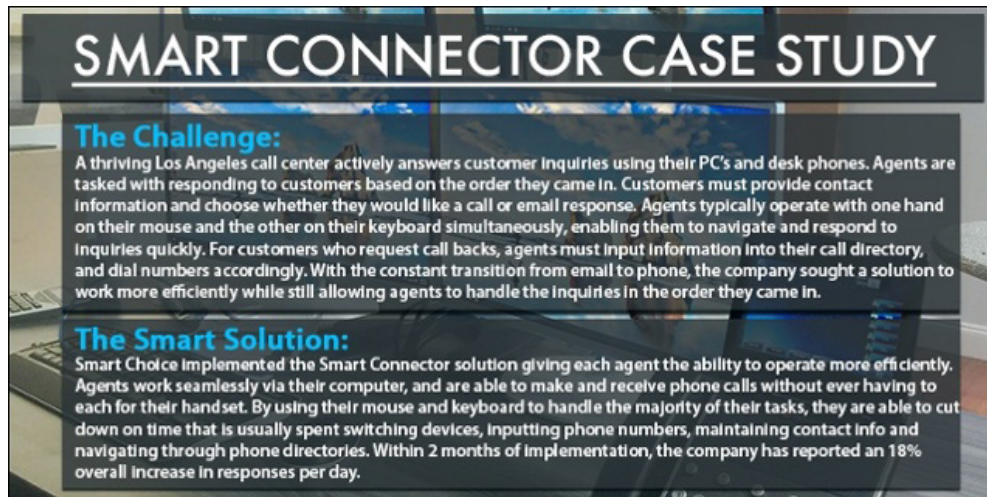 SMART CONNECTOR CASE STUDY
The Challenge:
A thriving Los Angeles call center actively answers customer inquiries using their PC's and desk phones. Agents are
tasked with responding to customers based on the order they came in. Customers must provide contact
information and choose whether they would like a call or email response. Agents typically operate with one hand
on their mouse and the other on their keyboard simultaneously, enabling them to navigate and respond to
inquiries quickly. For customers who request call backs, agents must input information into their call directory,
and dial numbers accordingly. With the constant transition from email to phone, the company sought a solution to
work more efficiently while still allowing agents to handle the inquiries in the order they came in.
The Smart Solution:
Smart Choice implemented the Smart Connector solution giving each agent the ability to operate more efficiently.
Agents work seamlessly via their computer, and are able to make and receive phone calls without ever having to
each for their handset. By using their mouse and keyboard to handle the majority of their tasks, they are able to cut
down on time that is usually spent switching devices, inputting phone numbers, maintaining contact info and
navigating through phone directories. Within 2 months of implementation, the company has reported an 18%
overall increase in responses per day.